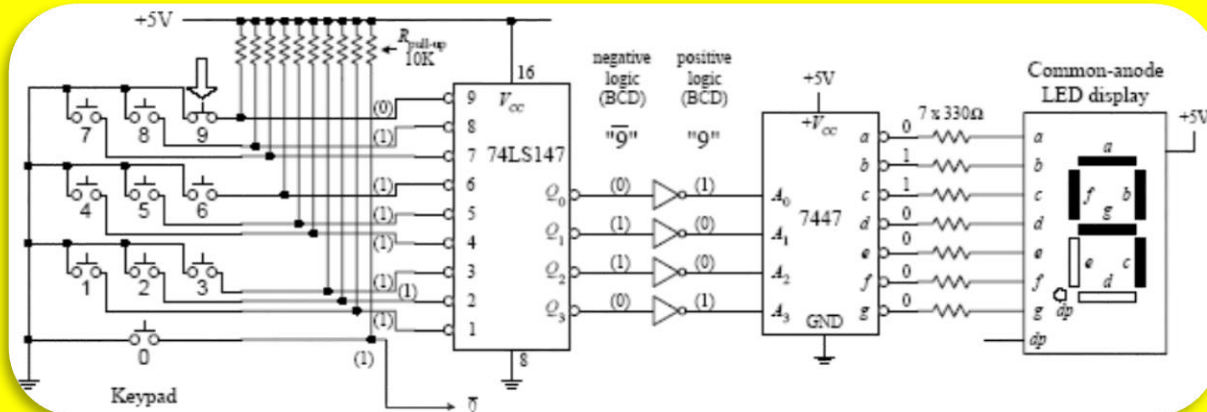 +5V
R pull-up
10K
7 8 9
4 5 6
1 2 3
0
Keypad
(0)
(1)
(1)
(1)
(1)
(1)
(1)
(1)
(1)
16
V CC
74LS147
9
8
7
6
5
4
3
2
1
8
Q0
Q1
Q2
Q3
0̅
negative
logic
(BCD)
"9̅"
(0)
(1)
(1)
(0)
positive
logic
(BCD)
"9"
(1)
(0)
(0)
(1)
+5V
+V CC
7447
A0
A1
A2
A3
GND
a
b
c
d
e
f
g
0
1
1
0
0
0
0
7 x 330Ω
Common-anode
LED display
+5V
a
b
c
d
e
f
g
dp
a
f b
g
e c
d
dp